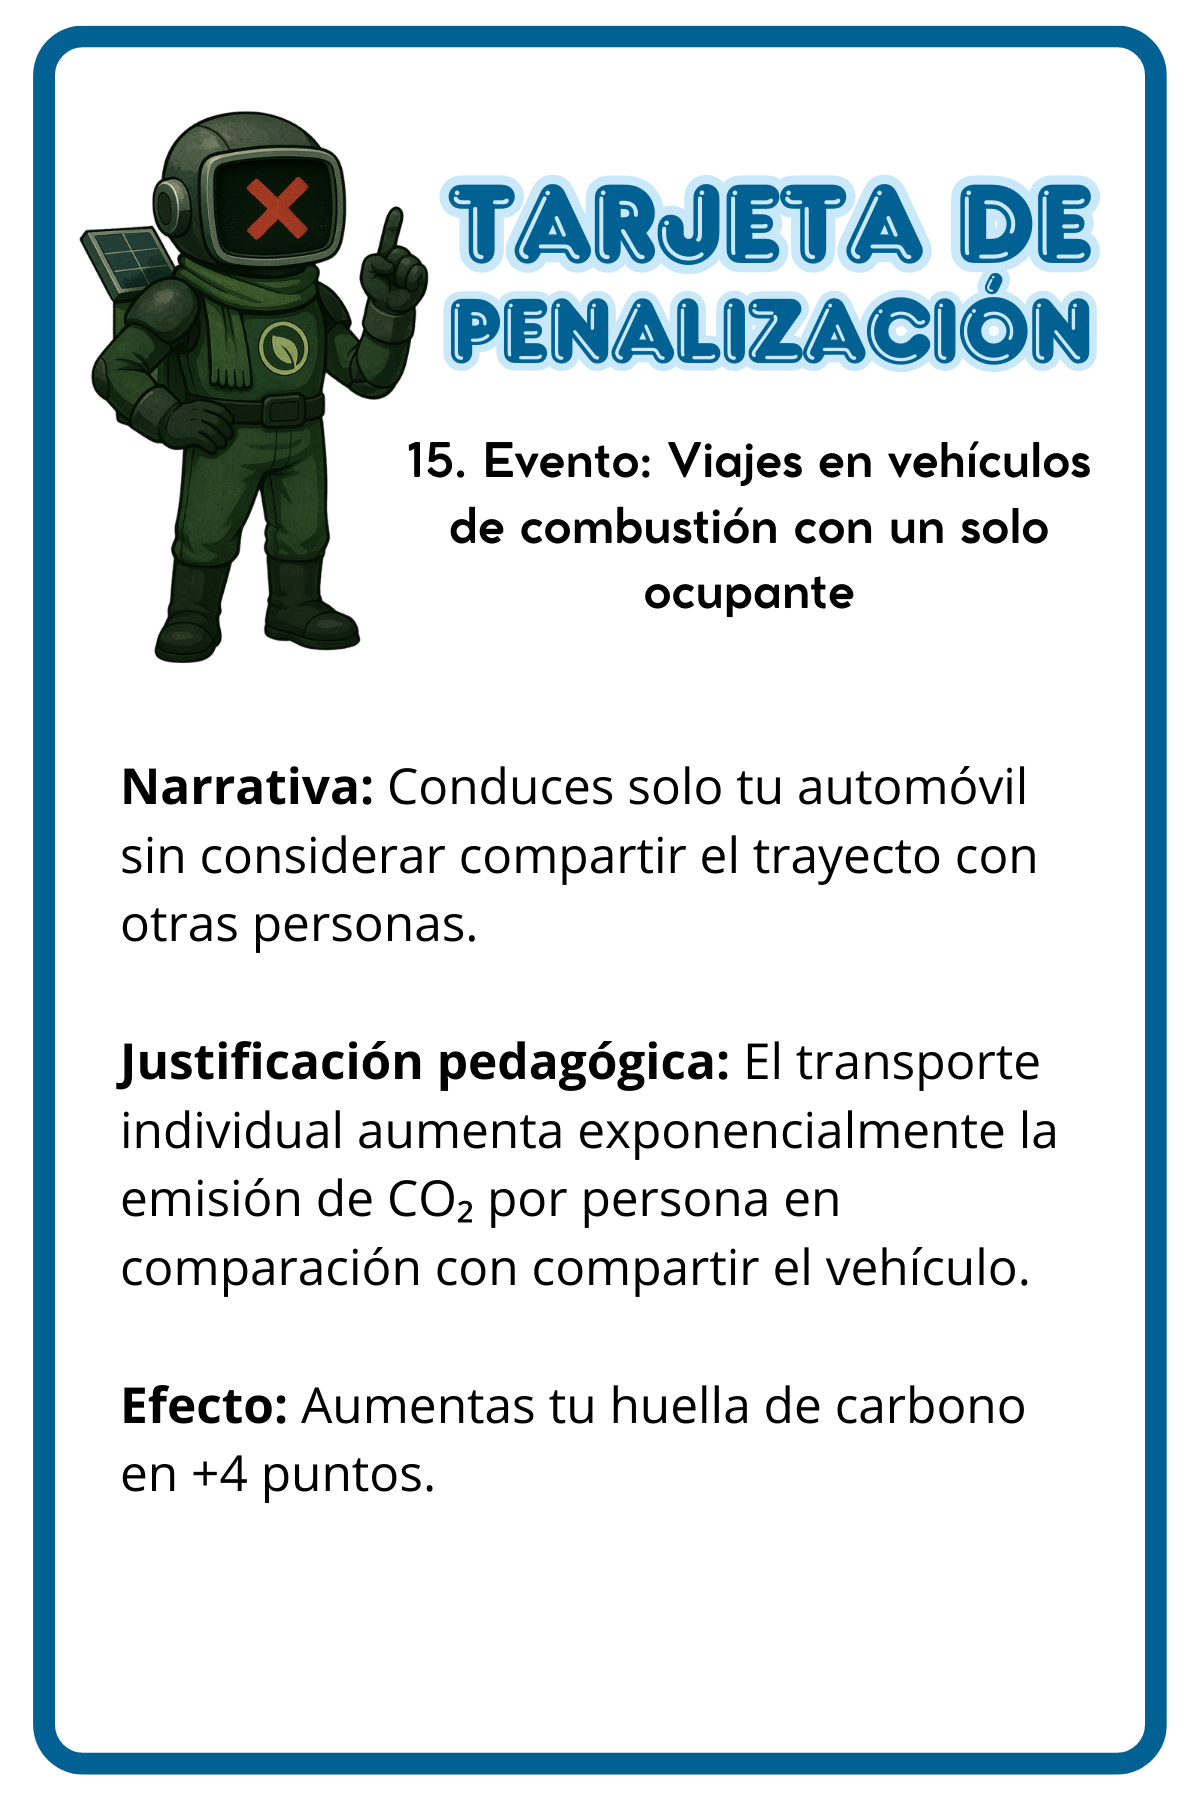 TARJETA DE
PENALIZACIÓN
15. Evento: Viajes en vehículos
de combustión con un solo
ocupante
Narrativa: Conduces solo tu automóvil
sin considerar compartir el trayecto con
otras personas.
Justificación pedagógica: El transporte
individual aumenta exponencialmente la
emisión de CO₂ por persona en
comparación con compartir el vehículo.
Efecto: Aumentas tu huella de carbono
en +4 puntos.